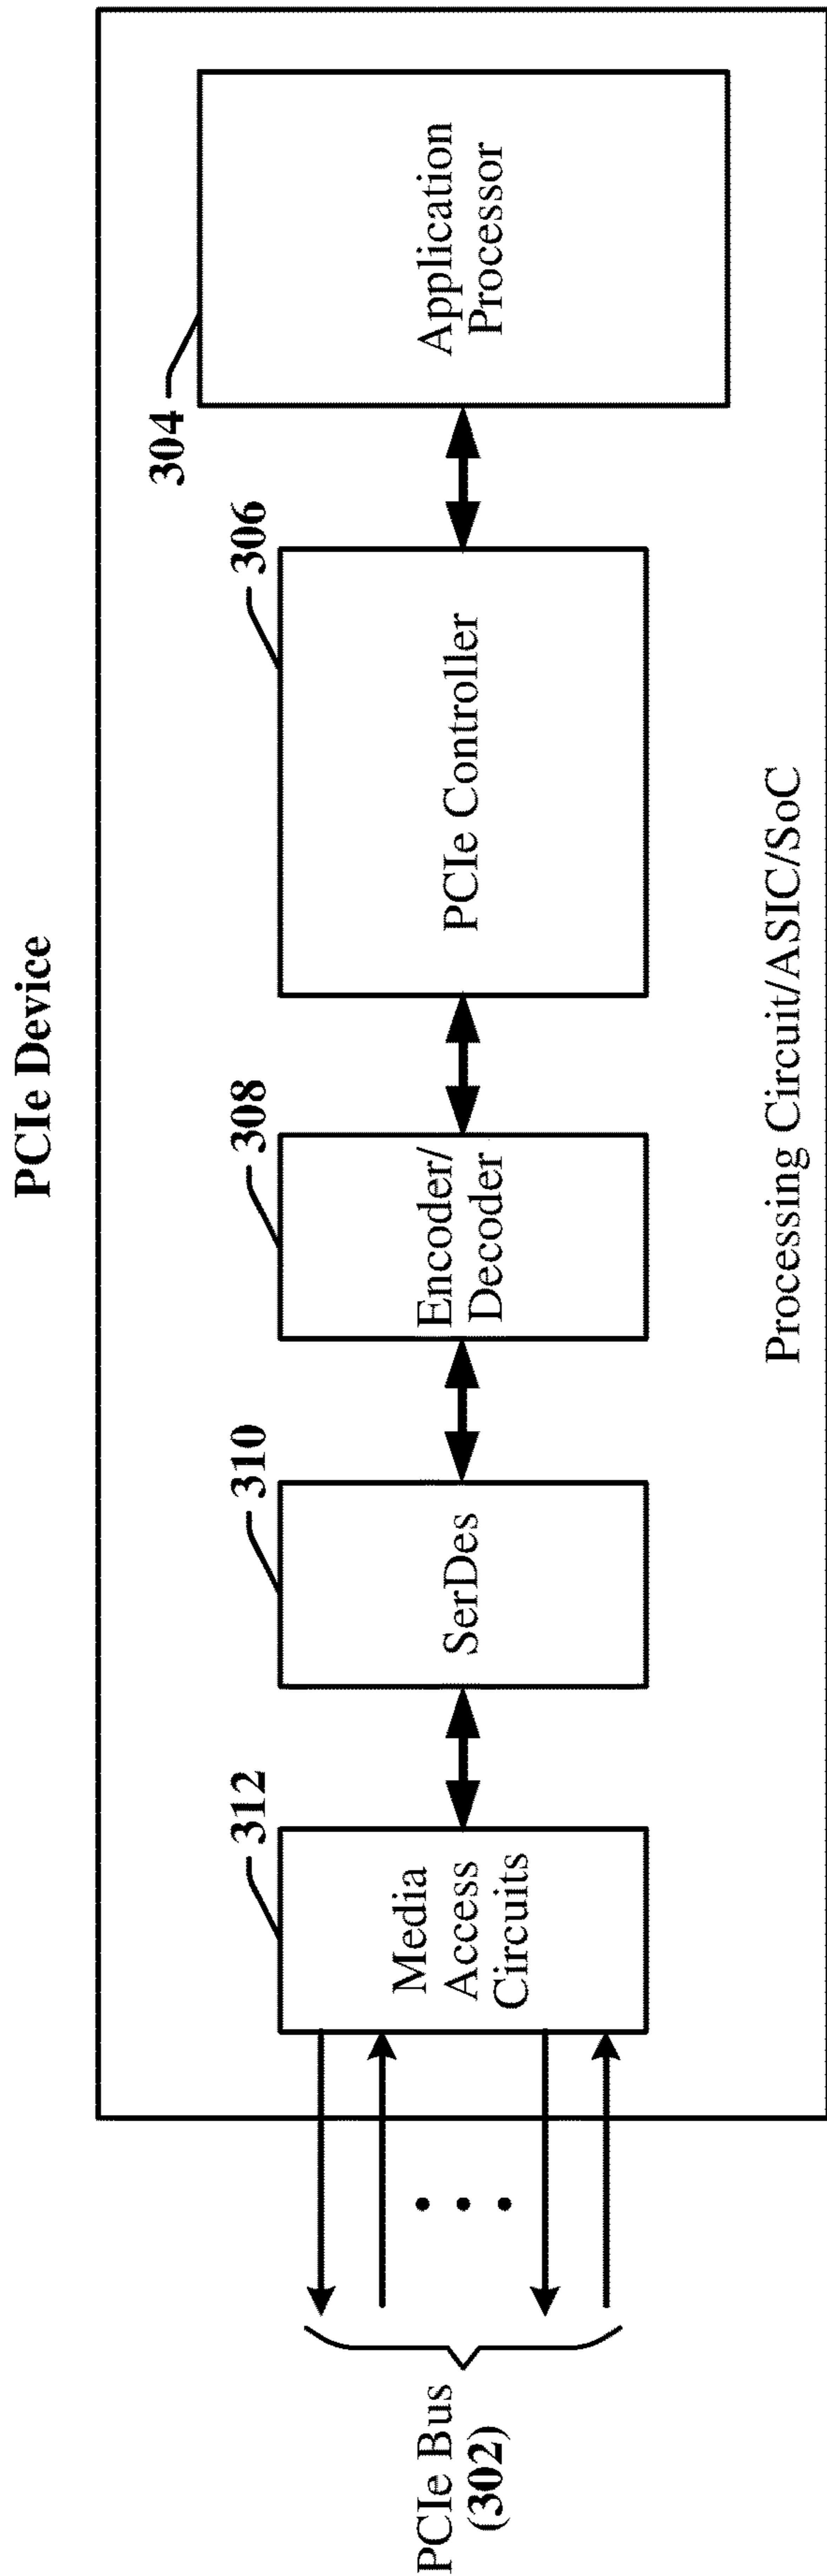 PCIe Device
PCIe Bus
(302)
312
Media
Access
Circuits
310
SerDes
308
Encoder/
Decoder
306
PCIe Controller
304
Application
Processor
Processing Circuit/ASIC/SoC